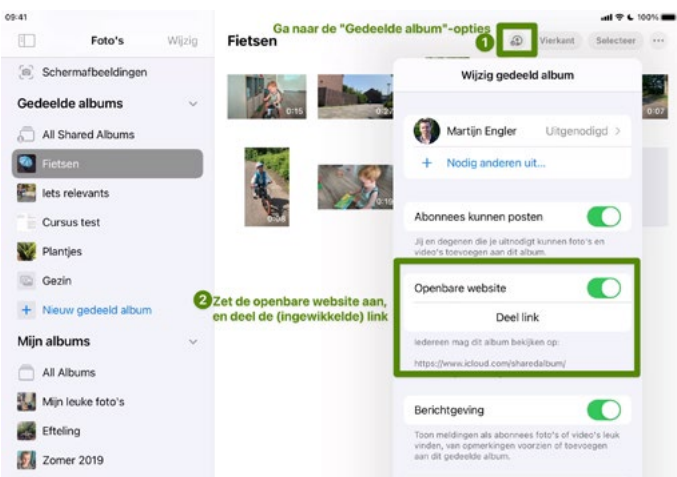 09:41
100%
Foto's
Wijzig
Schermafbeeldingen
Gedeelde albums
All Shared Albums
Fietsen
Iets relevants
Cursus test
Plantjes
Gezin
+ Nieuw gedeeld album
Mijn albums
All Albums
Mijn leuke foto's
Efteling
Zomer 2019
Fietsen
Ga naar de "Gedeelde album"-opties
1
Vierkant
Selecteer
0:15
0:27
0:07
0:06
0:19
2 Zet de openbare website aan,
en deel de (ingewikkelde) link
Wijzig gedeeld album
Martijn Engler
Uitgenodigd
+ Nodig anderen uit...
Abonnees kunnen posten
Jij en degenen die je uitnodigt kunnen foto's en
video's toevoegen aan dit album.
Openbare website
Deel link
Iedereen mag dit album bekijken op:
https://www.icloud.com/sharedalbum/
Berichtgeving
Toon meldingen als abonnees foto's of video's leuk
vinden, van opmerkingen voorzien of toevoegen
aan dit gedeelde album.